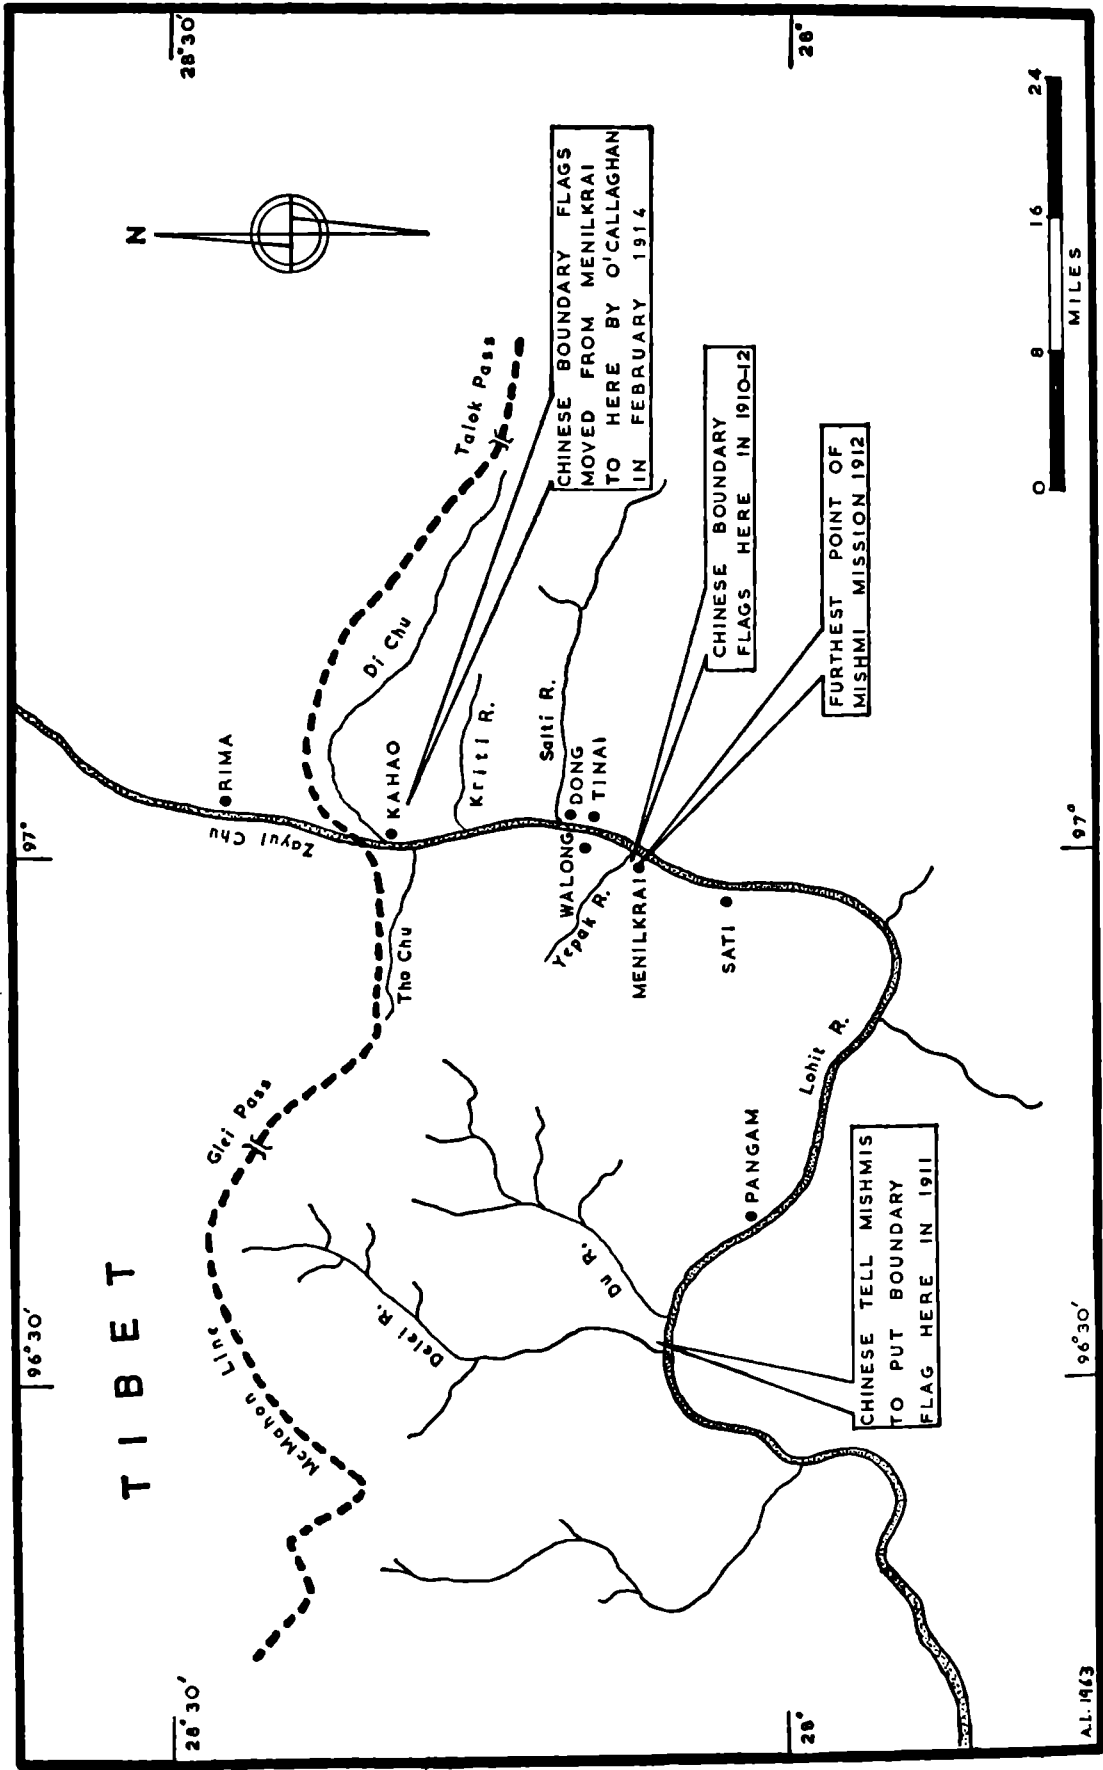 28°30′
28°
N
TIBET
McMahon Line
Glei Pass
Talok Pass
RIMA
Zayul Chu
97°
97°
KAHAO
Di Chu
Tho Chu
Kriti R.
Salti R.
DONG
TINAI
WALONG
Yepak R.
MENILKRAI
SATI
Lohit R.
PANGAM
Du R.
Delei R.
96°30′
96°30′
CHINESE BOUNDARY FLAGS
MOVED FROM MENILKRAI
TO HERE BY O'CALLAGHAN
IN FEBRUARY 1914
CHINESE BOUNDARY
FLAGS HERE IN 1910-12
FURTHEST POINT OF
MISHMI MISSION 1912
CHINESE TELL MISHMIS
TO PUT BOUNDARY
FLAG HERE IN 1911
0 8 16 24
MILES
28°30′
28°
A.L. 1963